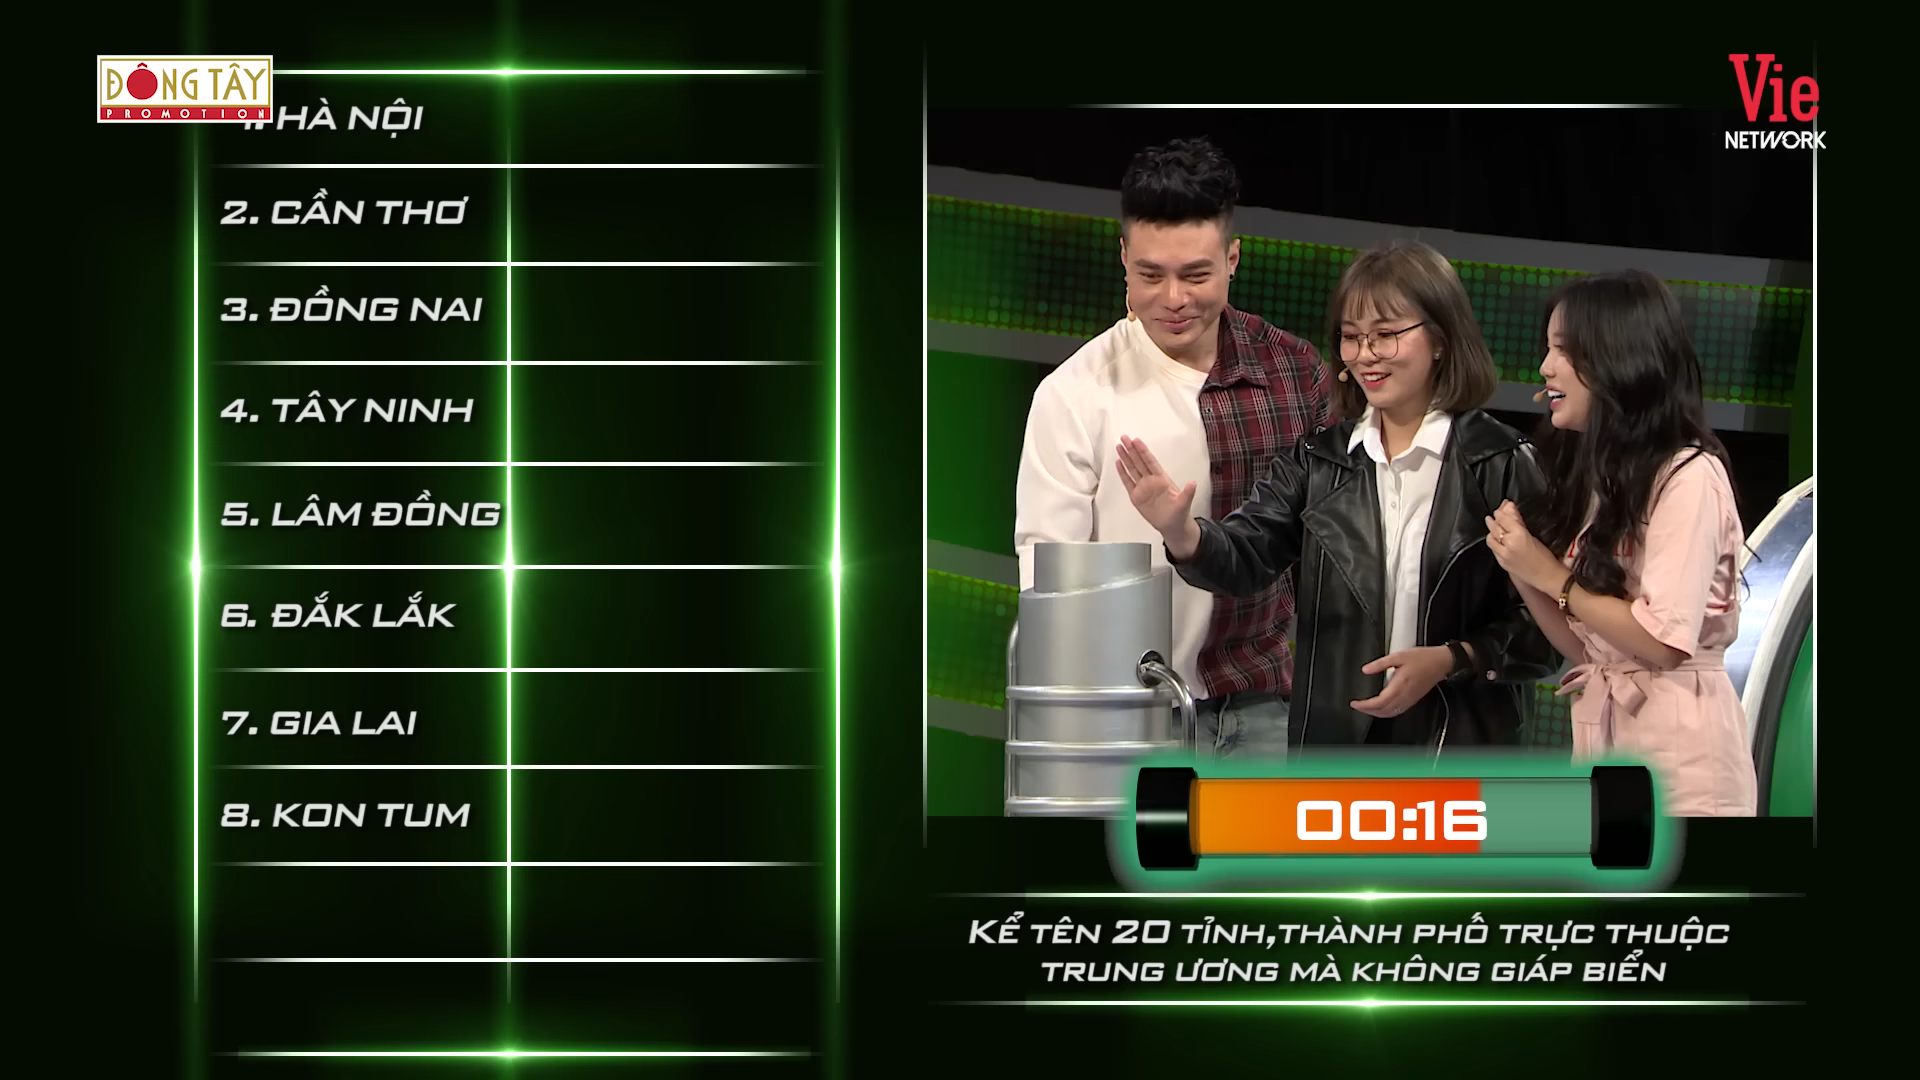 ĐÔNG TÂY
PROMOTION
1. HÀ NỘI
2. CẦN THƠ
3. ĐỒNG NAI
4. TÂY NINH
5. LÂM ĐỒNG
6. ĐẮK LẮK
7. GIA LAI
8. KON TUM
Vie
NETWORK
00:16
KỂ TÊN 20 TỈNH,THÀNH PHỐ TRỰC THUỘC
TRUNG ƯƠNG MÀ KHÔNG GIÁP BIỂN